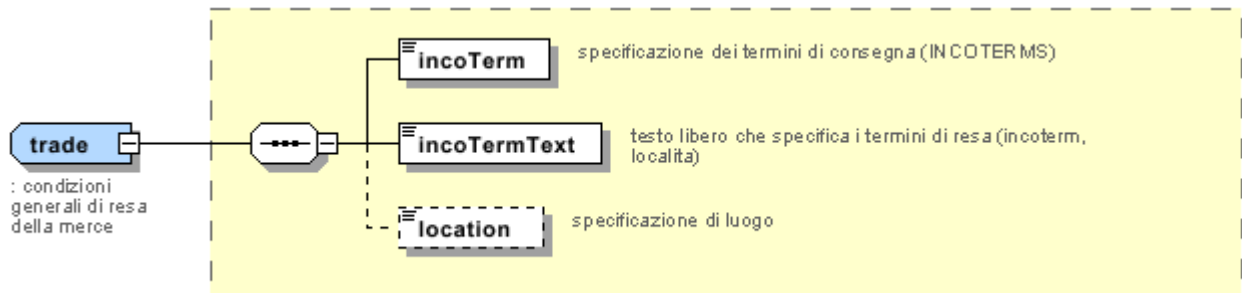 incoTerm
specificazione dei termini di consegna (INCOTERMS)
trade
incoTermText
testo libero che specifica i termini di resa (incoterm,
localita)
: condizioni
generali di resa
della merce
location
specificazione di luogo